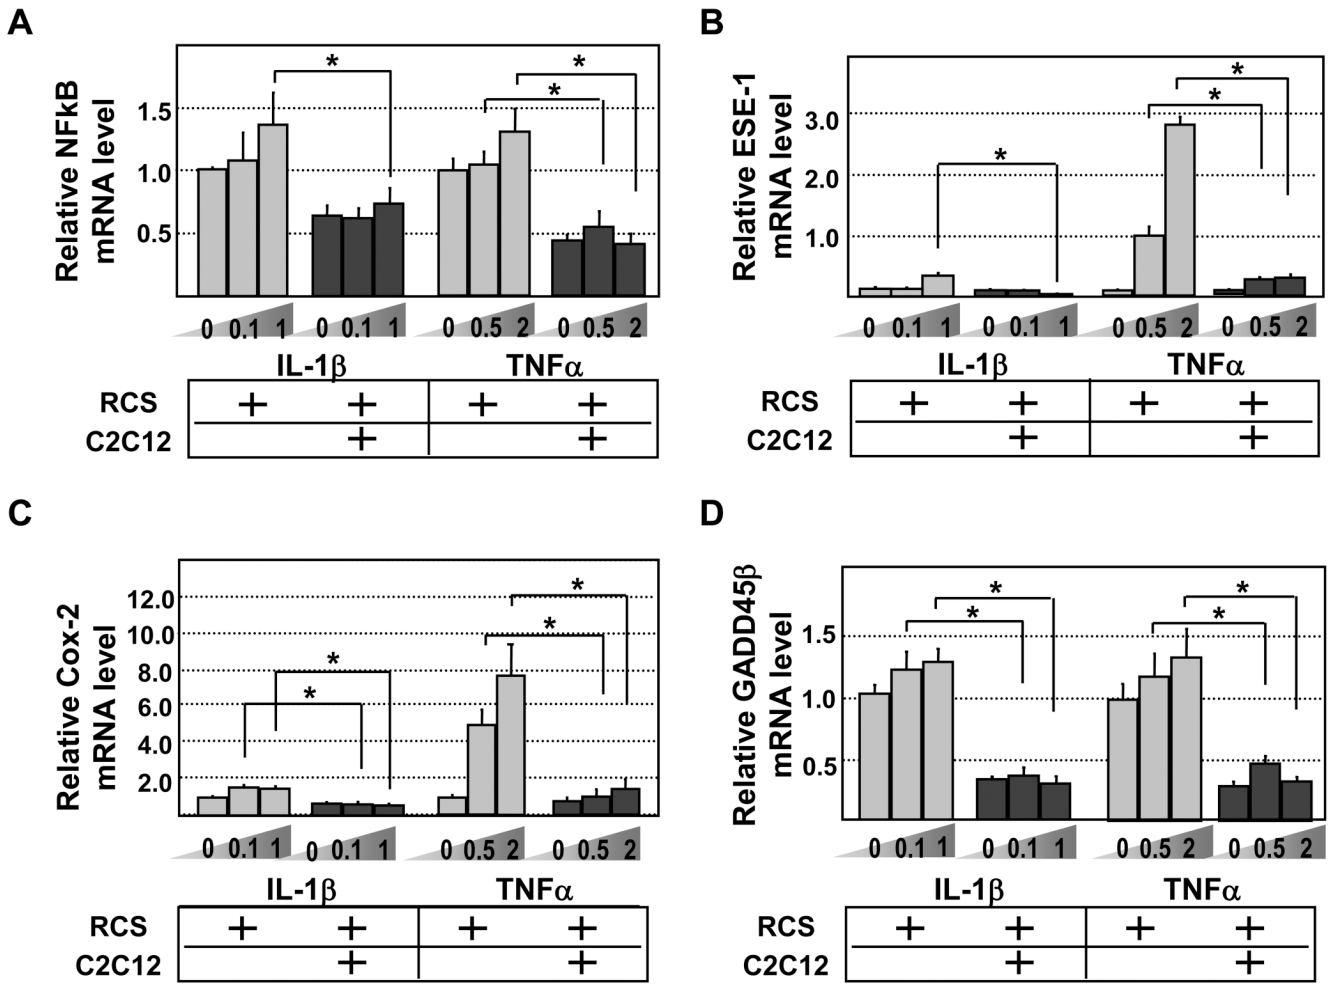 A
Relative NFkB
mRNA level
1.5
1.0
0.5
* * *
0 0.1 1 0 0.1 1 0 0.5 2 0 0.5 2
IL-1β TNFα
RCS + + + +
C2C12 + +
B
Relative ESE-1
mRNA level
3.0
2.0
1.0
* * *
0 0.1 1 0 0.1 1 0 0.5 2 0 0.5 2
IL-1β TNFα
RCS + + + +
C2C12 + +
C
Relative Cox-2
mRNA level
12.0
10.0
8.0
6.0
4.0
2.0
* * * *
0 0.1 1 0 0.1 1 0 0.5 2 0 0.5 2
IL-1β TNFα
RCS + + + +
C2C12 + +
D
Relative GADD45β
mRNA level
1.5
1.0
0.5
* * * *
0 0.1 1 0 0.1 1 0 0.5 2 0 0.5 2
IL-1β TNFα
RCS + + + +
C2C12 + +